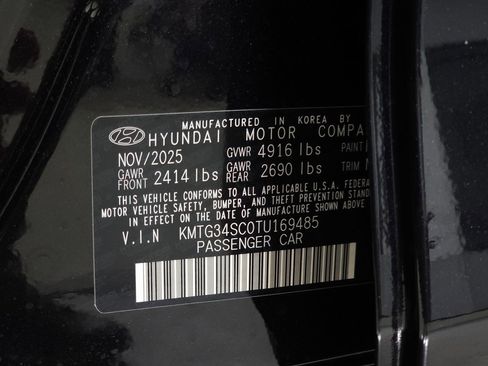 MANUFACTURED IN KOREA BY
HYUNDAI MOTOR COMPA
NOV/2025 GVWR 4916 lbs PAINT
GAWR FRONT 2414 lbs GAWR REAR 2690 lbs TRIM
THIS VEHICLE CONFORMS TO ALL APPLICABLE U.S.A. FEDERA
MOTOR VEHICLE SAFETY, BUMPER, AND THEFT PREVENTION STANDAR
IN EFFECT ON THE DATE OF MANUFACTURE SHOWN ABOVE
V.I.N KMTG34SC0TU169485
PASSENGER CAR